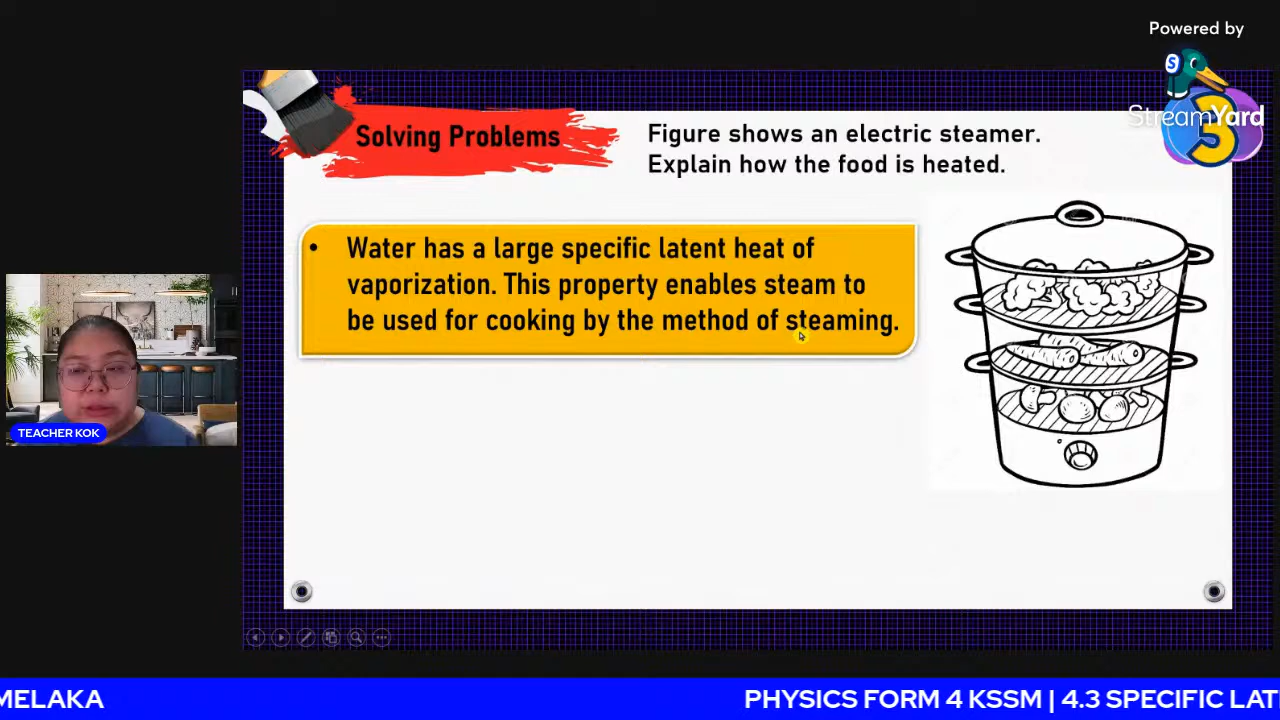 Powered by
S
StreamYard
3
Solving Problems
Figure shows an electric steamer.
Explain how the food is heated.
• Water has a large specific latent heat of
vaporization. This property enables steam to
be used for cooking by the method of steaming.
TEACHER KOK
MELAKA
PHYSICS FORM 4 KSSM | 4.3 SPECIFIC LAT